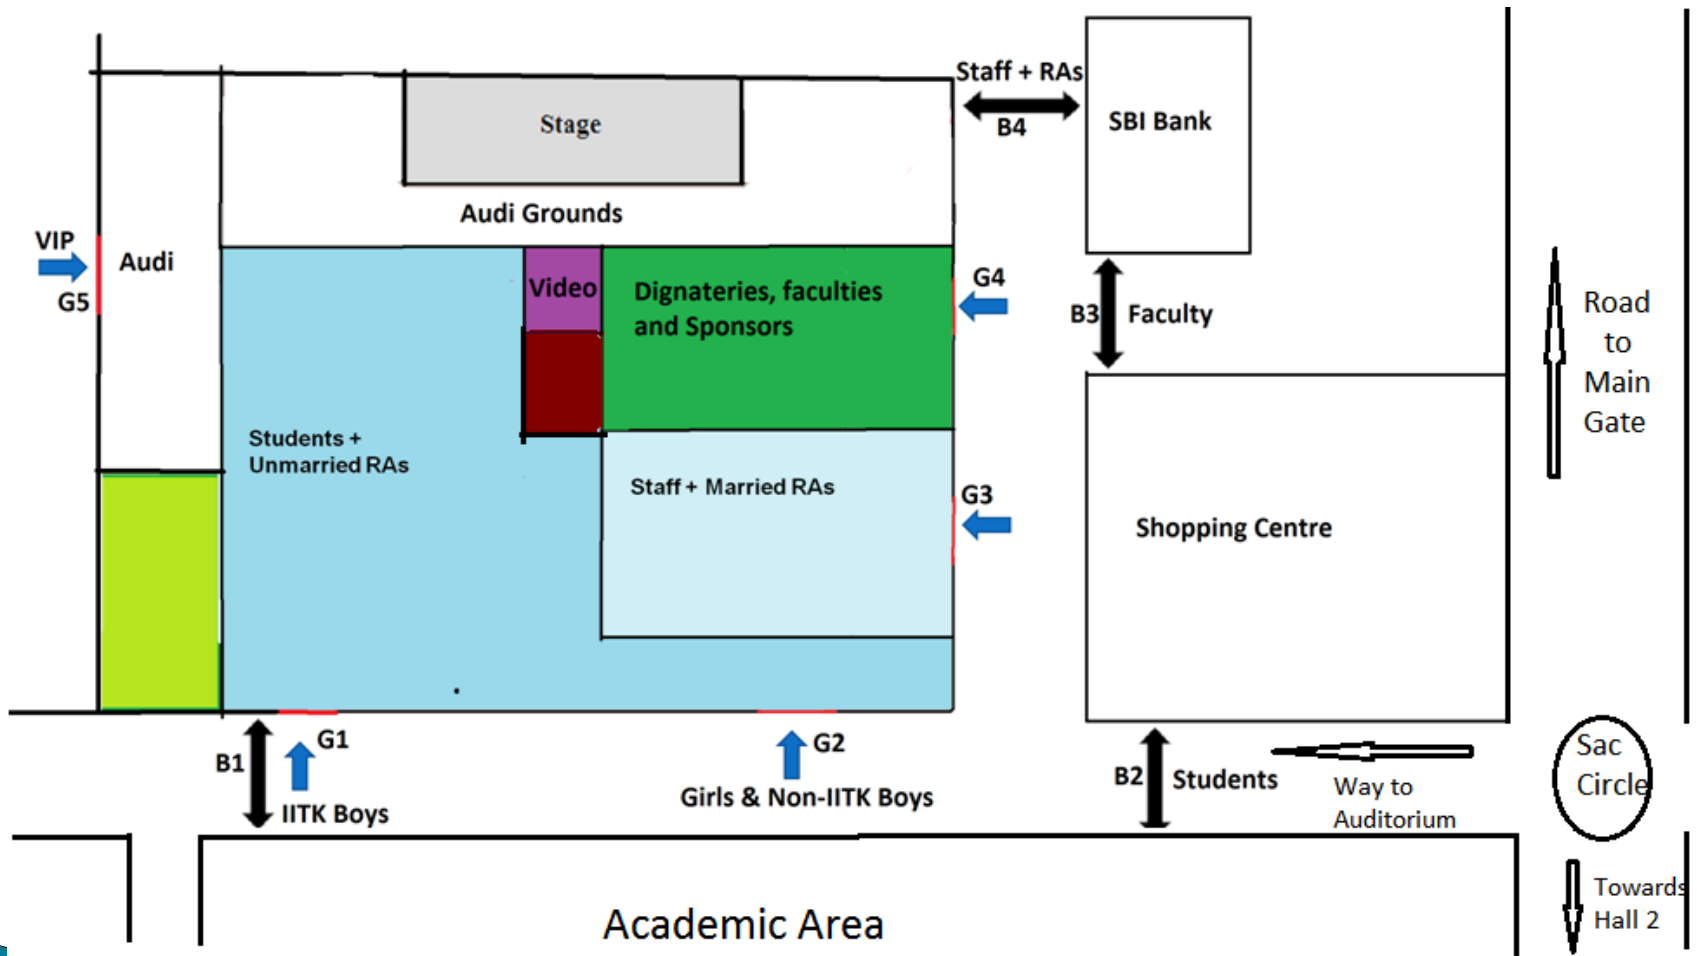 Staff + RAs
B4
SBI Bank
Stage
Audi Grounds
VIP
G5
Audi
Video
Dignateries, faculties
and Sponsors
G4
B3
Faculty
Road
to
Main
Gate
Students +
Unmarried RAs
Staff + Married RAs
G3
Shopping Centre
B1
G1
IITK Boys
G2
Girls & Non-IITK Boys
B2
Students
Way to
Auditorium
Sac
Circle
Towards
Hall 2
Academic Area